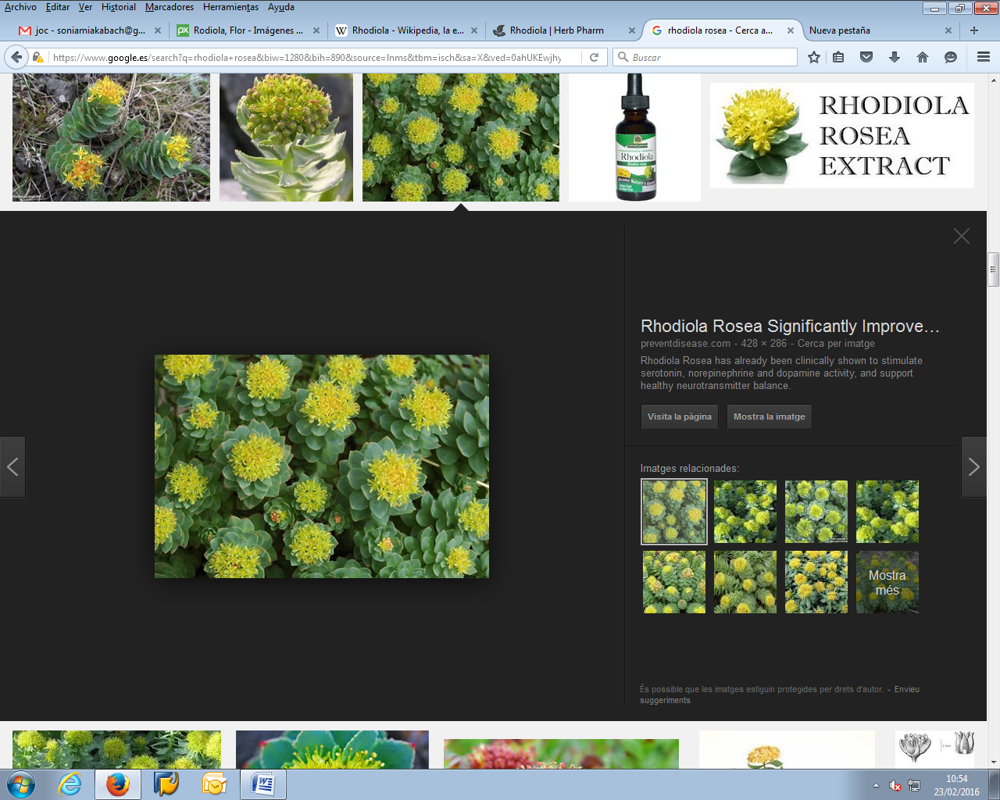 Archivo Editar Ver Historial Marcadores Herramientas Ayuda
joc - soniamiakabach@g...
Rodiola, Flor - Imágenes ...
Rhodiola - Wikipedia, la e...
Rhodiola | Herb Pharm
rhodiola rosea - Cerca a...
Nueva pestaña
https://www.google.es/search?q=rhodiola+rosea&biw=1280&bih=890&source=lnms&tbm=isch&sa=X&ved=0ahUKEwjhy
Buscar
Rhodiola
RHODIOLA
ROSEA
EXTRACT
Rhodiola Rosea Significantly Improve...
preventdisease.com - 428 × 286 - Cerca per imatge
Rhodiola Rosea has already been clinically shown to stimulate
serotonin, norepinephrine and dopamine activity, and support
healthy neurotransmitter balance.
Visita la pàgina
Mostra la imatge
Imatges relacionades:
Mostra
més
És possible que les imatges estiguin protegides per drets d'autor. - Envieu
suggeriments
10:54
23/02/2016